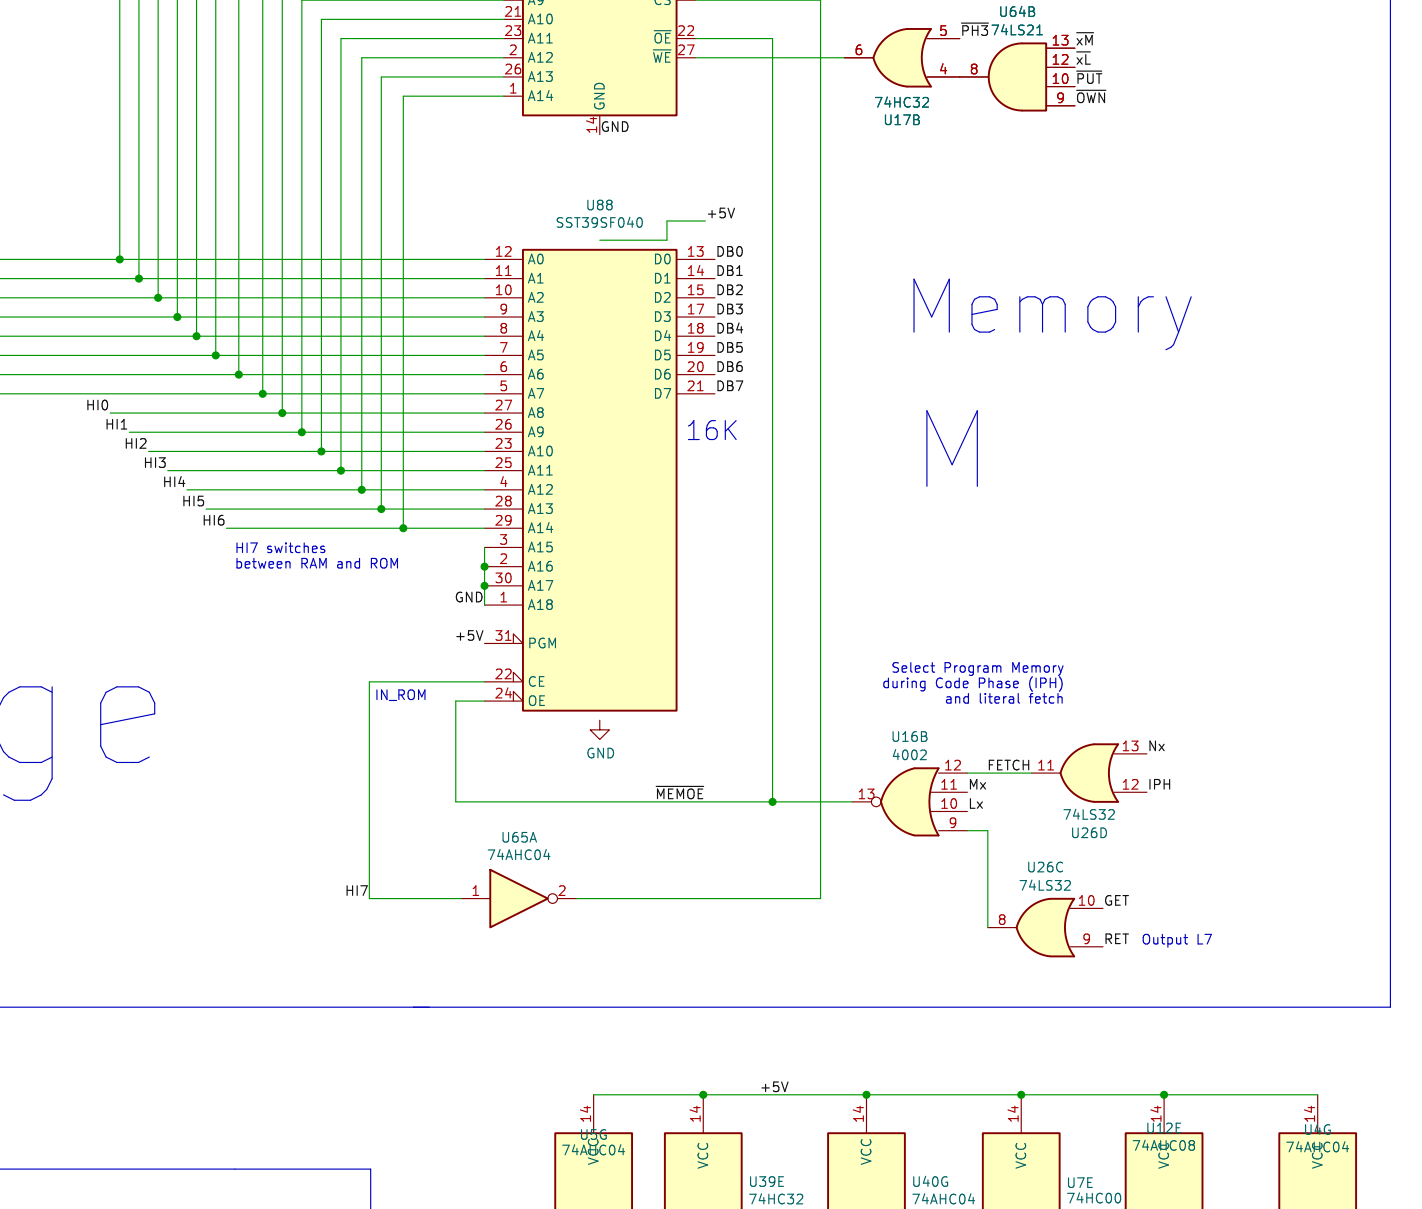 A9
CS
21 A10
23 A11
2 A12
26 A13
1 A14
OE 22
WE 27
GND
14
GND
U64B
74LS21
5 PH3
6
4
8
13 xM
12 xL
10 PUT
9 OWN
74HC32
U17B
U88
SST39SF040
+5V
12 A0 D0 13 DB0
11 A1 D1 14 DB1
10 A2 D2 15 DB2
9 A3 D3 17 DB3
8 A4 D4 18 DB4
7 A5 D5 19 DB5
6 A6 D6 20 DB6
5 A7 D7 21 DB7
HI0 27 A8
HI1 26 A9
HI2 23 A10
HI3 25 A11
HI4 4 A12
HI5 28 A13
HI6 29 A14
3 A15
2 A16
30 A17
GND 1 A18
+5V 31 PGM
22 CE
24 OE
16K
HI7 switches
between RAM and ROM
IN_ROM
GND
Memory
M
ge
Select Program Memory
during Code Phase (IPH)
and literal fetch
U16B
4002
MEMOE
13
12 FETCH 11
11 Mx
10 Lx
9
13 Nx
12 IPH
74LS32
U26D
U65A
74AHC04
HI7 1
2
U26C
74LS32
8
10 GET
9 RET
Output L7
+5V
14
VCC
74AHC04
14
VCC
U39E
74HC32
14
VCC
U40G
74AHC04
14
VCC
U7E
74HC00
14
VCC
U12F
74AHC08
14
VCC
U4G
74AHC04